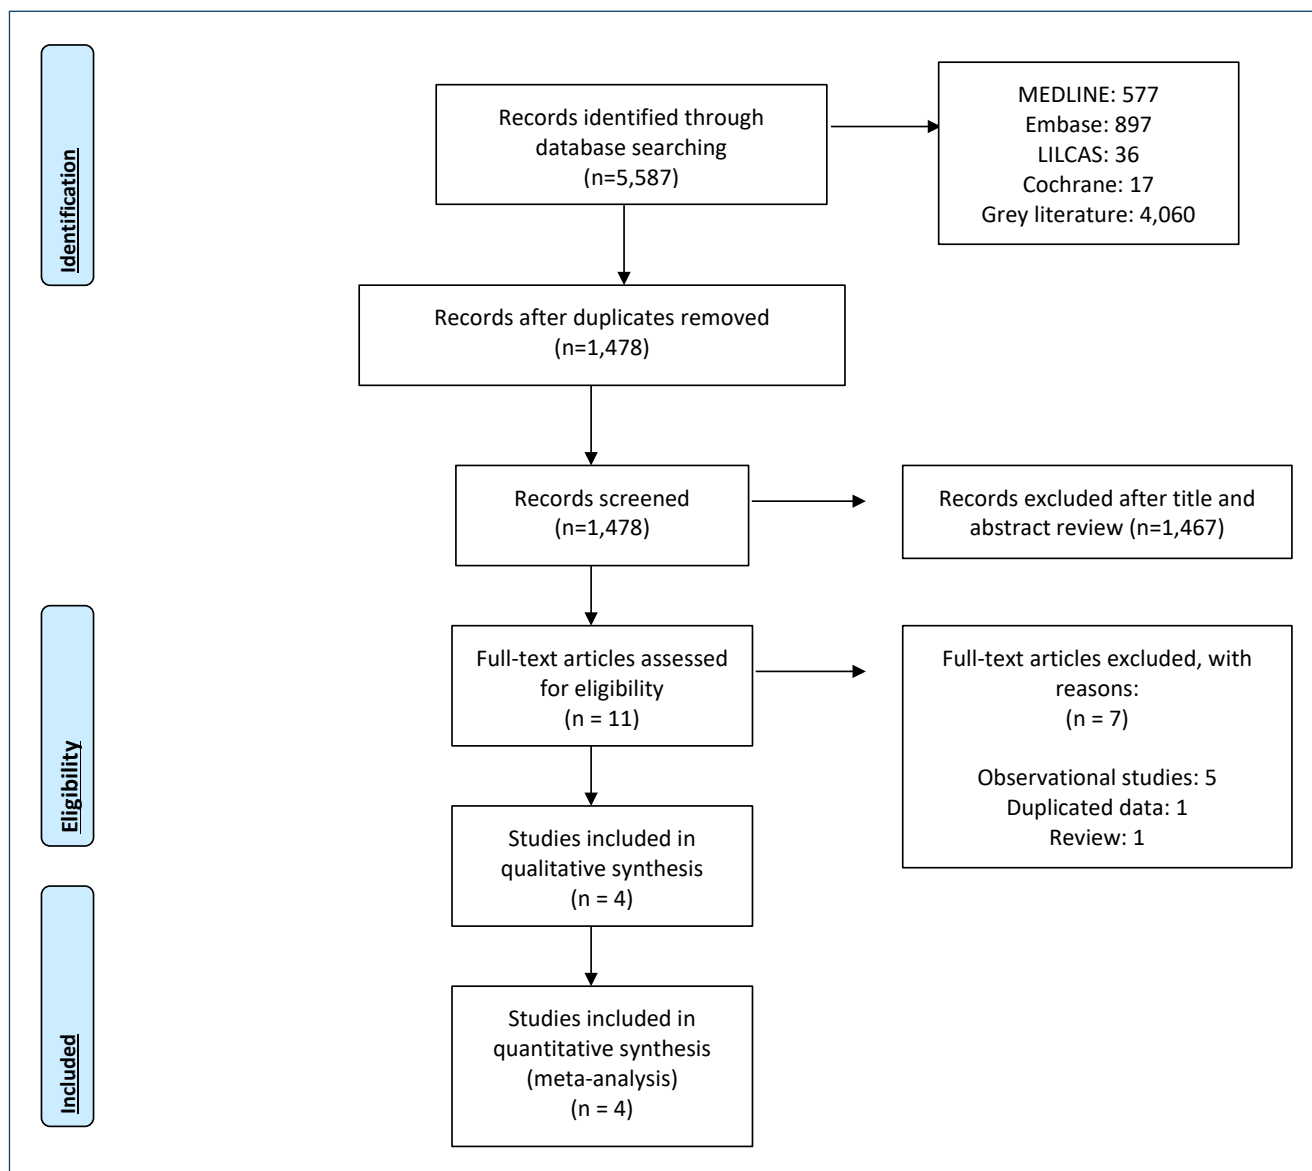 Identification
Records identified through
database searching
(n=5,587)
MEDLINE: 577
Embase: 897
LILCAS: 36
Cochrane: 17
Grey literature: 4,060
Records after duplicates removed
(n=1,478)
Records screened
(n=1,478)
Records excluded after title and
abstract review (n=1,467)
Eligibility
Full-text articles assessed
for eligibility
(n = 11)
Full-text articles excluded, with
reasons:
(n = 7)
Observational studies: 5
Duplicated data: 1
Review: 1
Studies included in
qualitative synthesis
(n = 4)
Included
Studies included in
quantitative synthesis
(meta-analysis)
(n = 4)